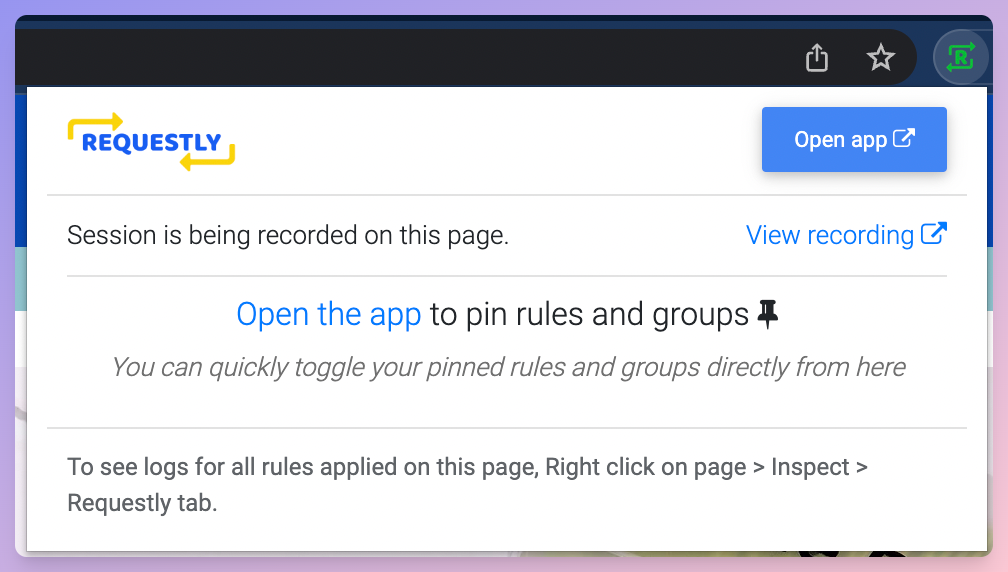 R
REQUESTLY
Open app
Session is being recorded on this page.
View recording
Open the app to pin rules and groups
You can quickly toggle your pinned rules and groups directly from here
To see logs for all rules applied on this page, Right click on page > Inspect >
Requestly tab.